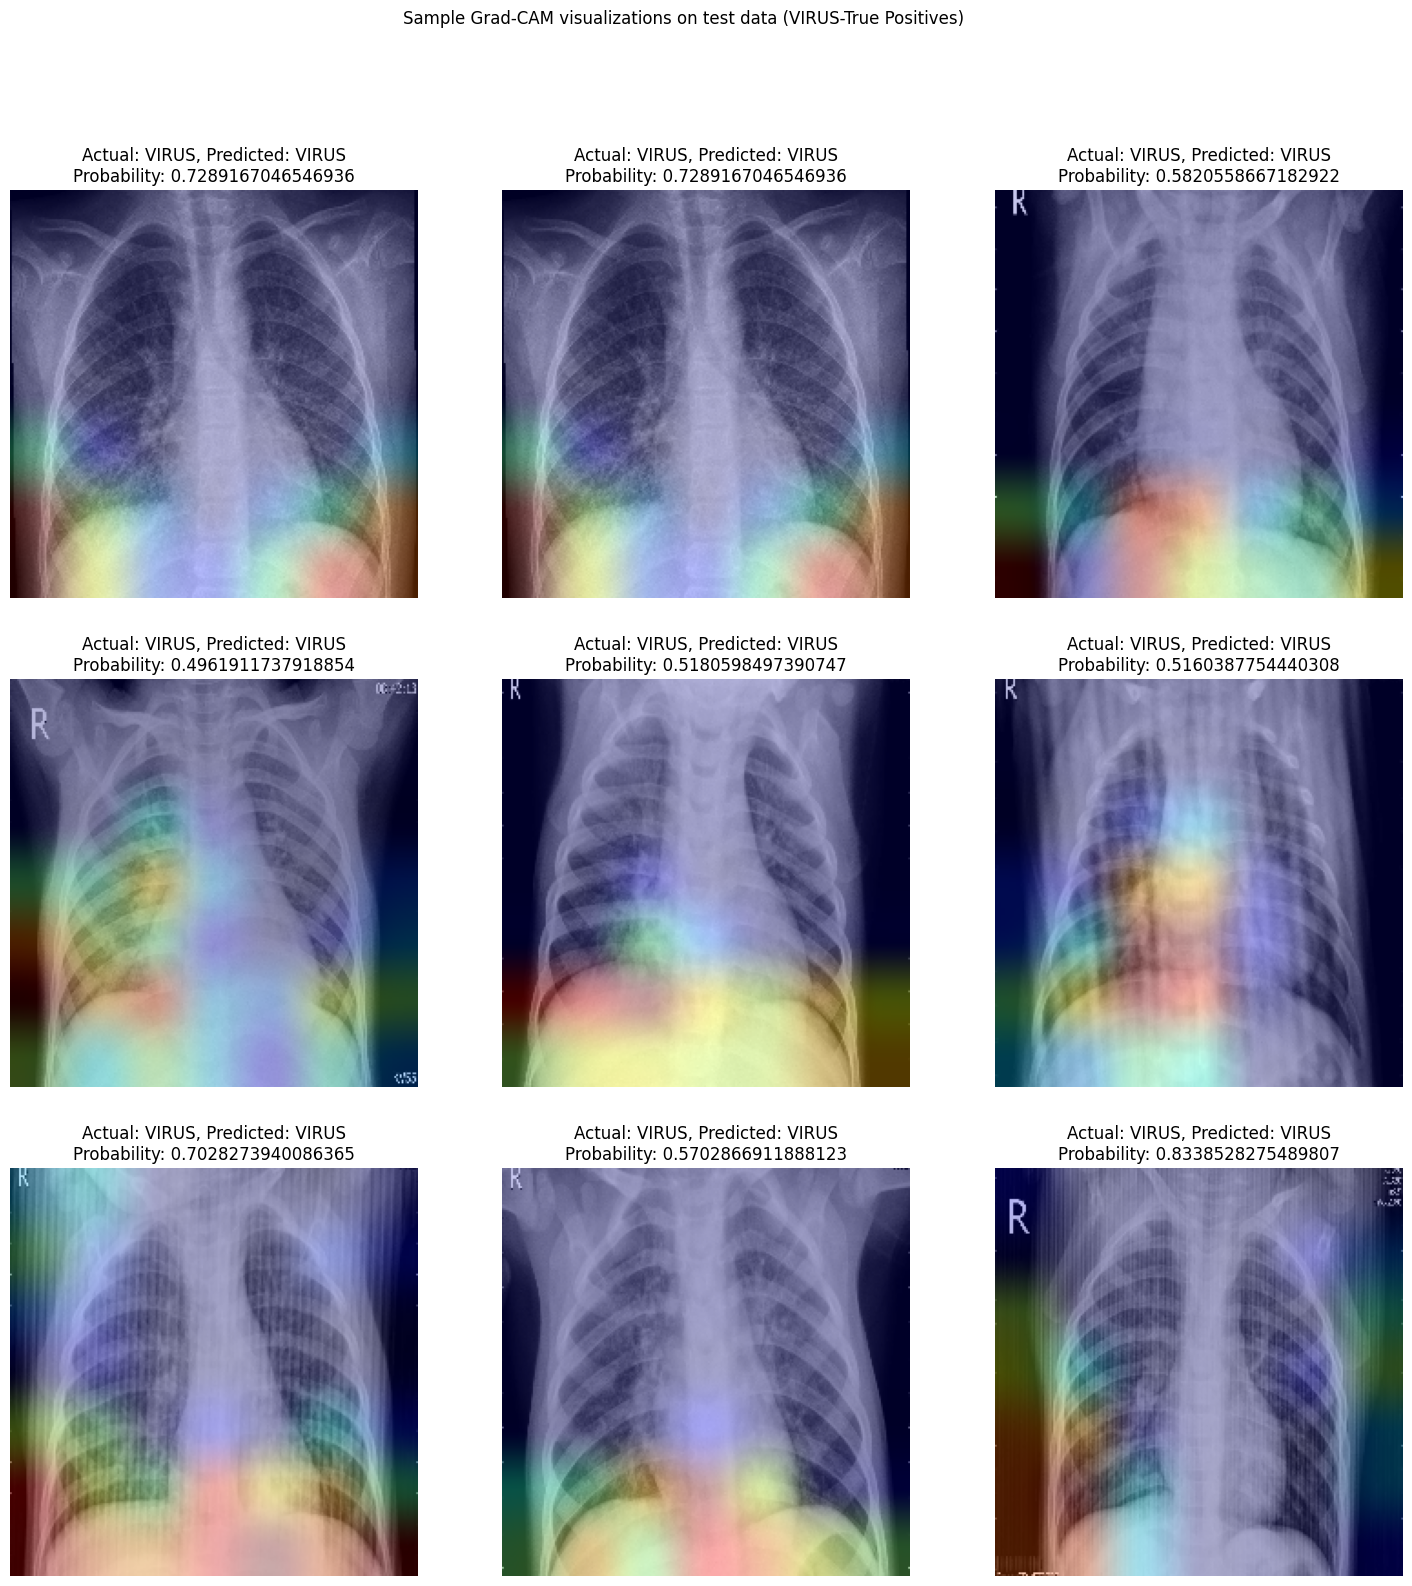 Sample Grad-CAM visualizations on test data (VIRUS-True Positives)
Actual: VIRUS, Predicted: VIRUS
Probability: 0.7289167046546936
Actual: VIRUS, Predicted: VIRUS
Probability: 0.7289167046546936
Actual: VIRUS, Predicted: VIRUS
Probability: 0.5820558667182922
R
Actual: VIRUS, Predicted: VIRUS
Probability: 0.4961911737918854
Actual: VIRUS, Predicted: VIRUS
Probability: 0.5180598497390747
Actual: VIRUS, Predicted: VIRUS
Probability: 0.5160387754440308
R
R
R
Actual: VIRUS, Predicted: VIRUS
Probability: 0.7028273940086365
Actual: VIRUS, Predicted: VIRUS
Probability: 0.5702866911888123
Actual: VIRUS, Predicted: VIRUS
Probability: 0.8338528275489807
R
R
R